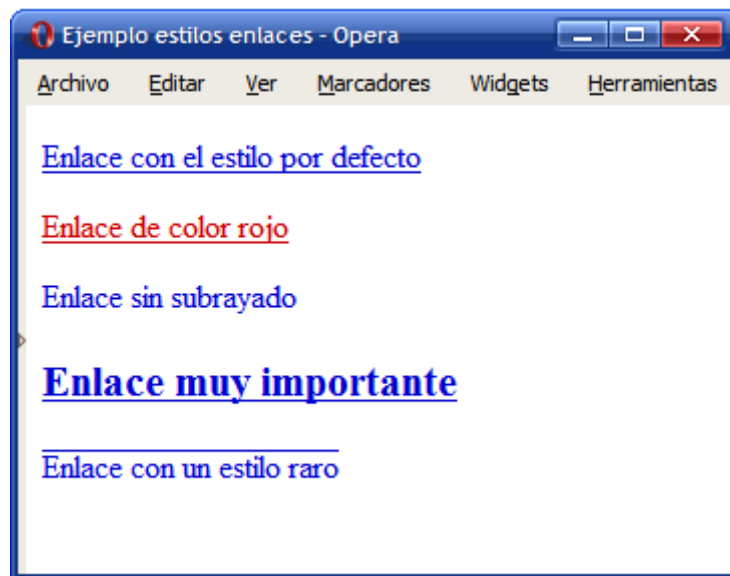 Ejemplo estilos enlaces - Opera
Archivo Editar Ver Marcadores Widgets Herramientas
Enlace con el estilo por defecto
Enlace de color rojo
Enlace sin subrayado
Enlace muy importante
Enlace con un estilo raro